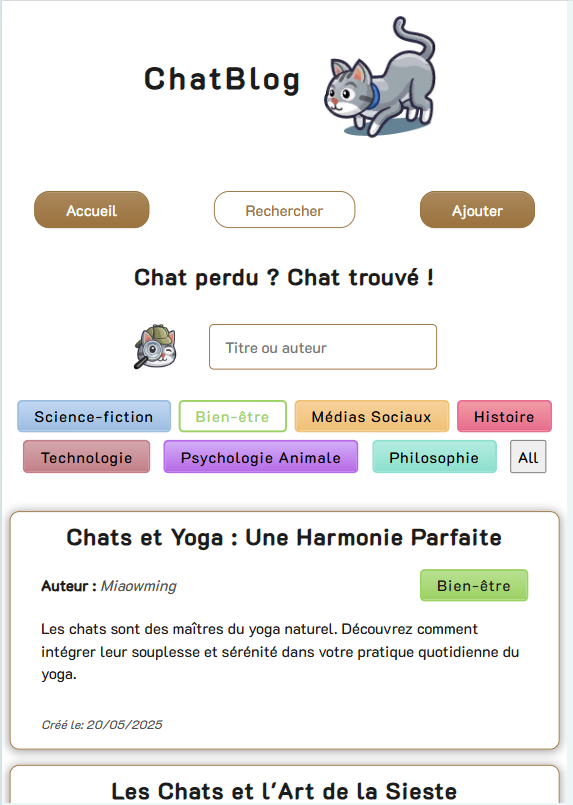 ChatBlog
Accueil
Rechercher
Ajouter
Chat perdu ? Chat trouvé !
Titre ou auteur
Science-fiction
Bien-être
Médias Sociaux
Histoire
Technologie
Psychologie Animale
Philosophie
All
Chats et Yoga : Une Harmonie Parfaite
Auteur : Miaowming
Bien-être
Les chats sont des maîtres du yoga naturel. Découvrez comment
intégrer leur souplesse et sérénité dans votre pratique quotidienne du
yoga.
Créé le: 20/05/2025
Les Chats et l'Art de la Sieste